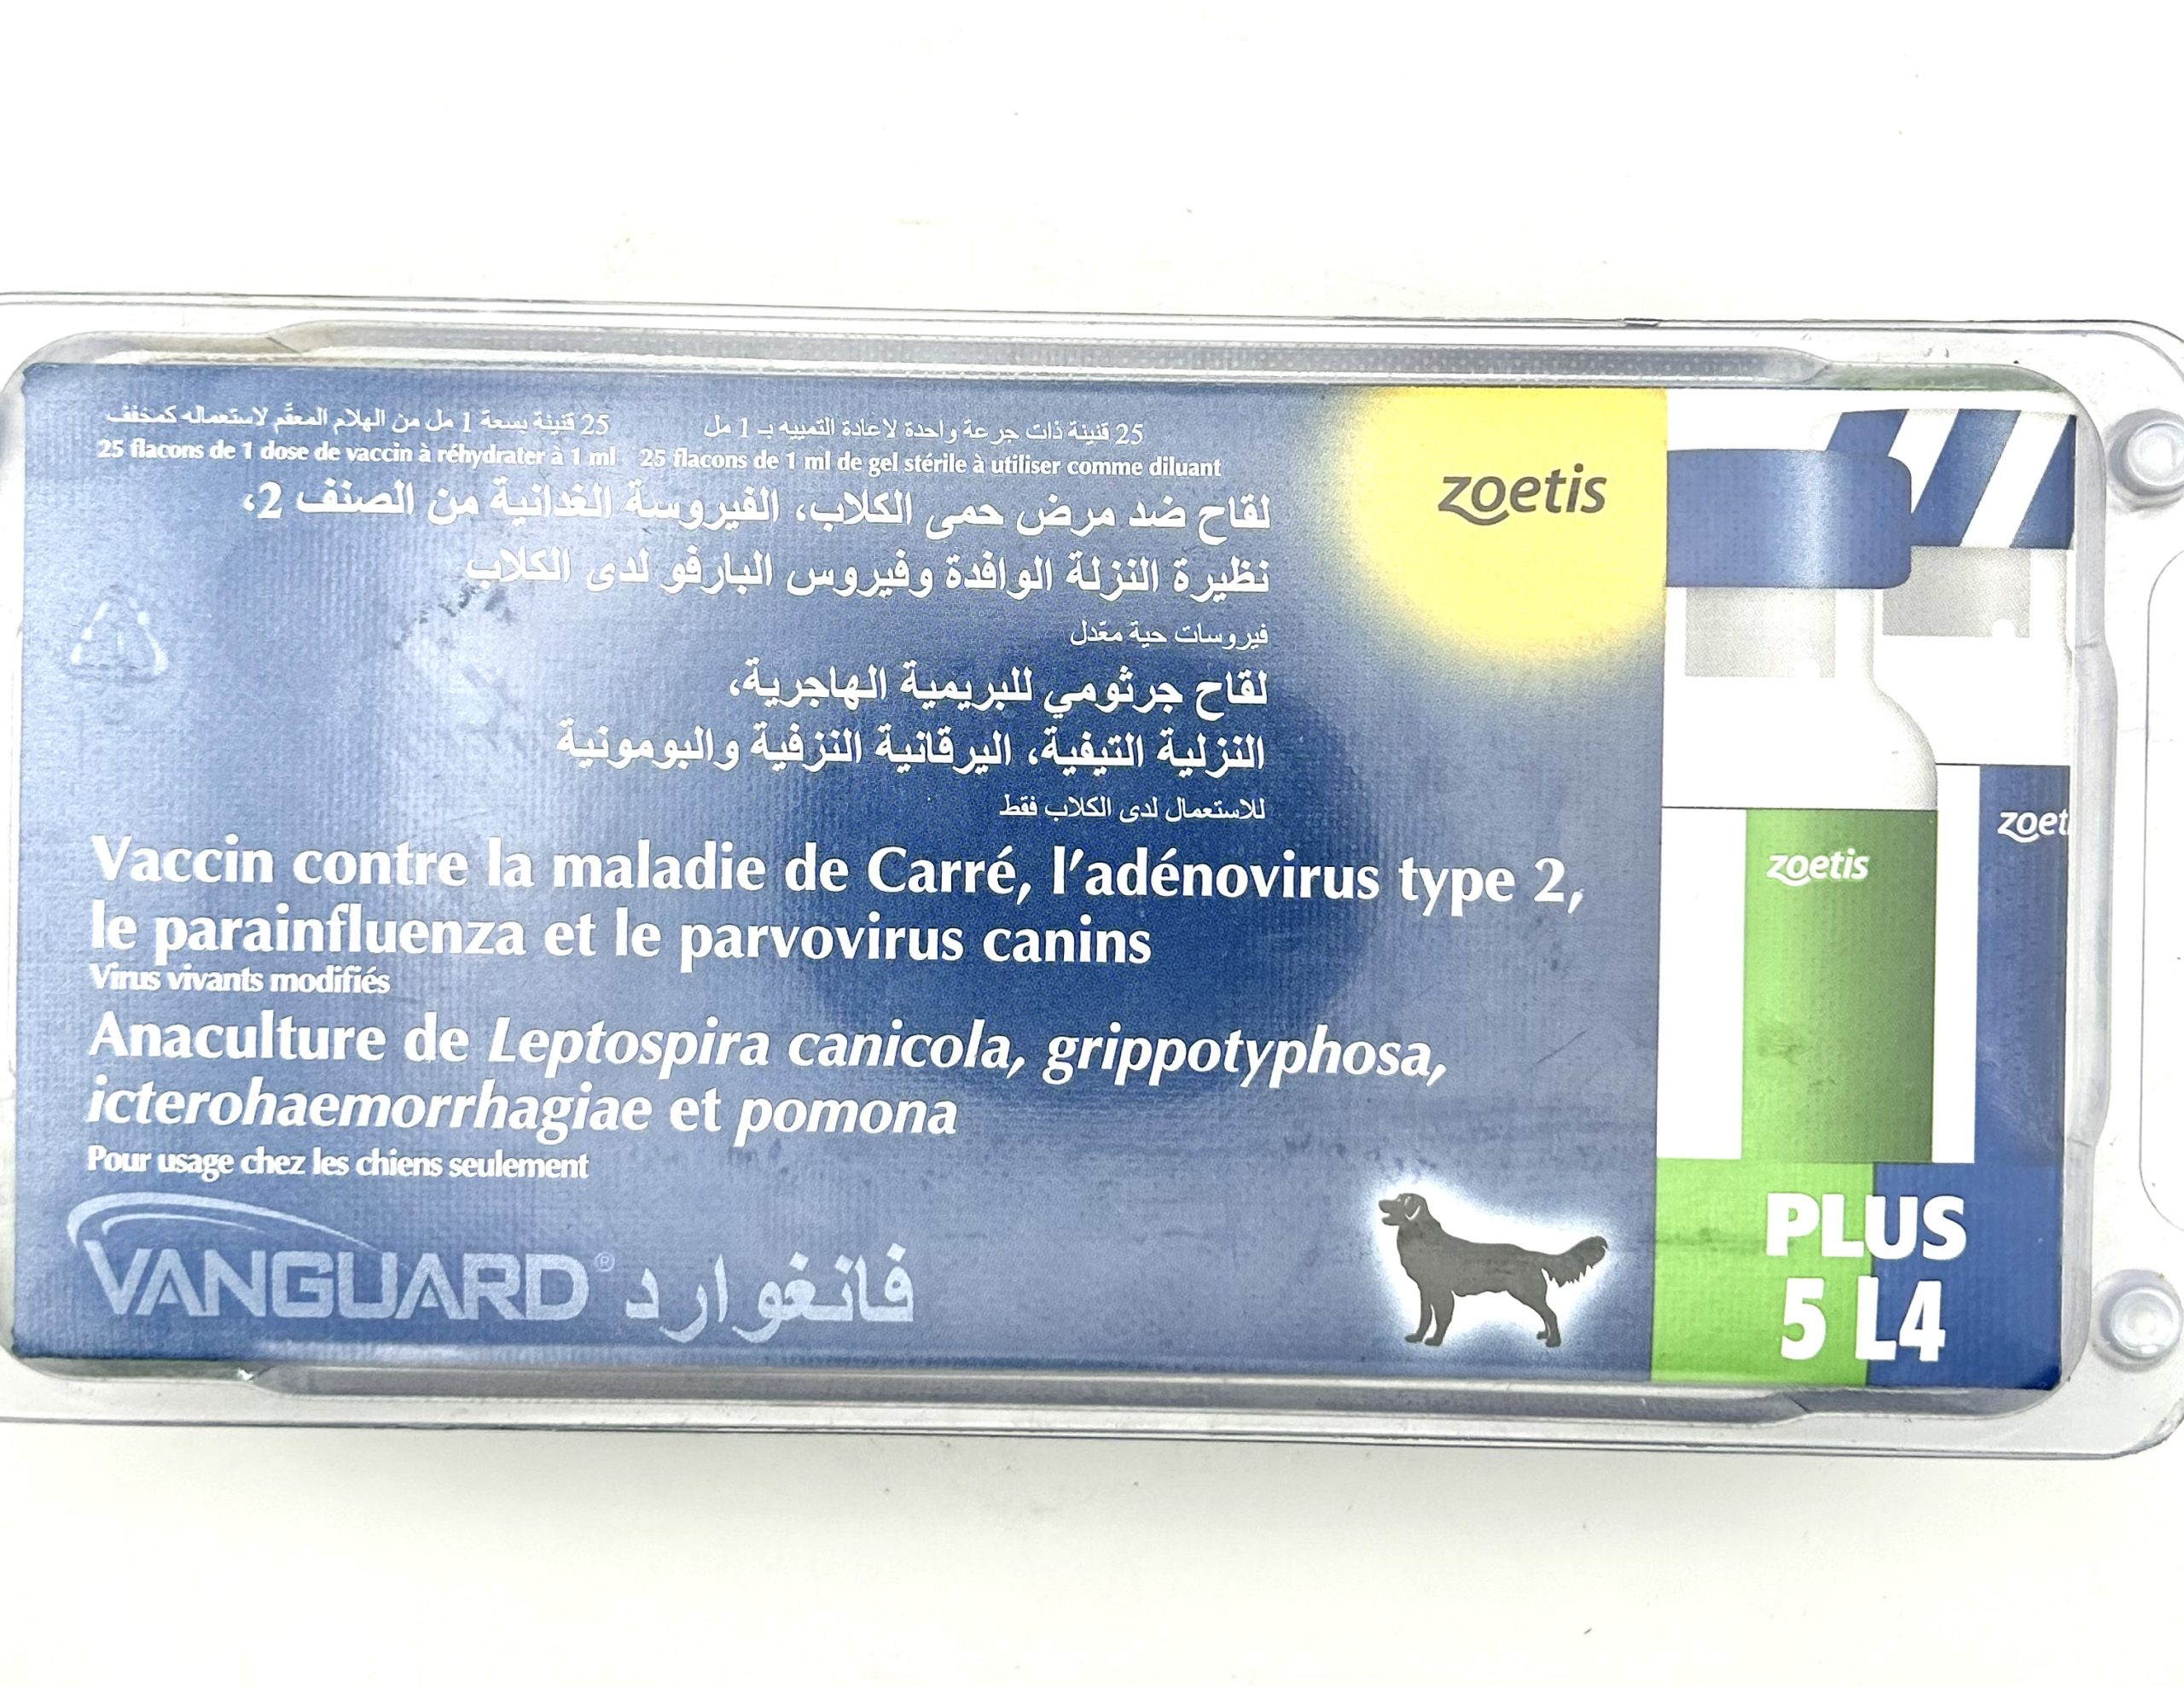 25 قنينة بسعة 1 مل من الهلام المعقَّم لاستعماله كمخفف
25 flacons de 1 dose de vaccin à réhydrater à 1 ml
25 قنينة ذات جرعة واحدة لاعادة التمييه بـ 1 مل
25 flacons de 1 ml de gel stérile à utiliser comme diluant
لقاح ضد مرض حمى الكلاب، الفيروسة الغدانية من الصنف 2،
نظيرة النزلة الوافدة وفيروس البارفو لدى الكلاب
فيروسات حية معّدل
لقاح جرثومي للبريمية الهاجرية،
النزلية التيفية، اليرقانية النزفية والبومونية
للاستعمال لدى الكلاب فقط
Vaccin contre la maladie de Carré, l'adénovirus type 2,
le parainfluenza et le parvovirus canins
Virus vivants modifiés
Anaculture de Leptospira canicola, grippotyphosa,
icterohaemorrhagiae et pomona
Pour usage chez les chiens seulement
VANGUARD® فانغوارد
zoetis
zoetis
zoet
PLUS
5 L4